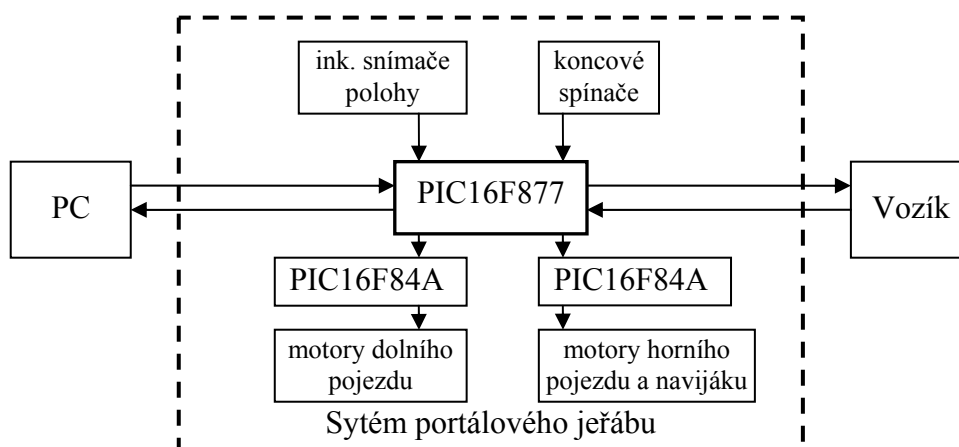 ink. snímače
polohy
koncové
spínače
PC
PIC16F877
Vozík
PIC16F84A
PIC16F84A
motory dolního
pojezdu
motory horního
pojezdu a navijáku
Sytém portálového jeřábu